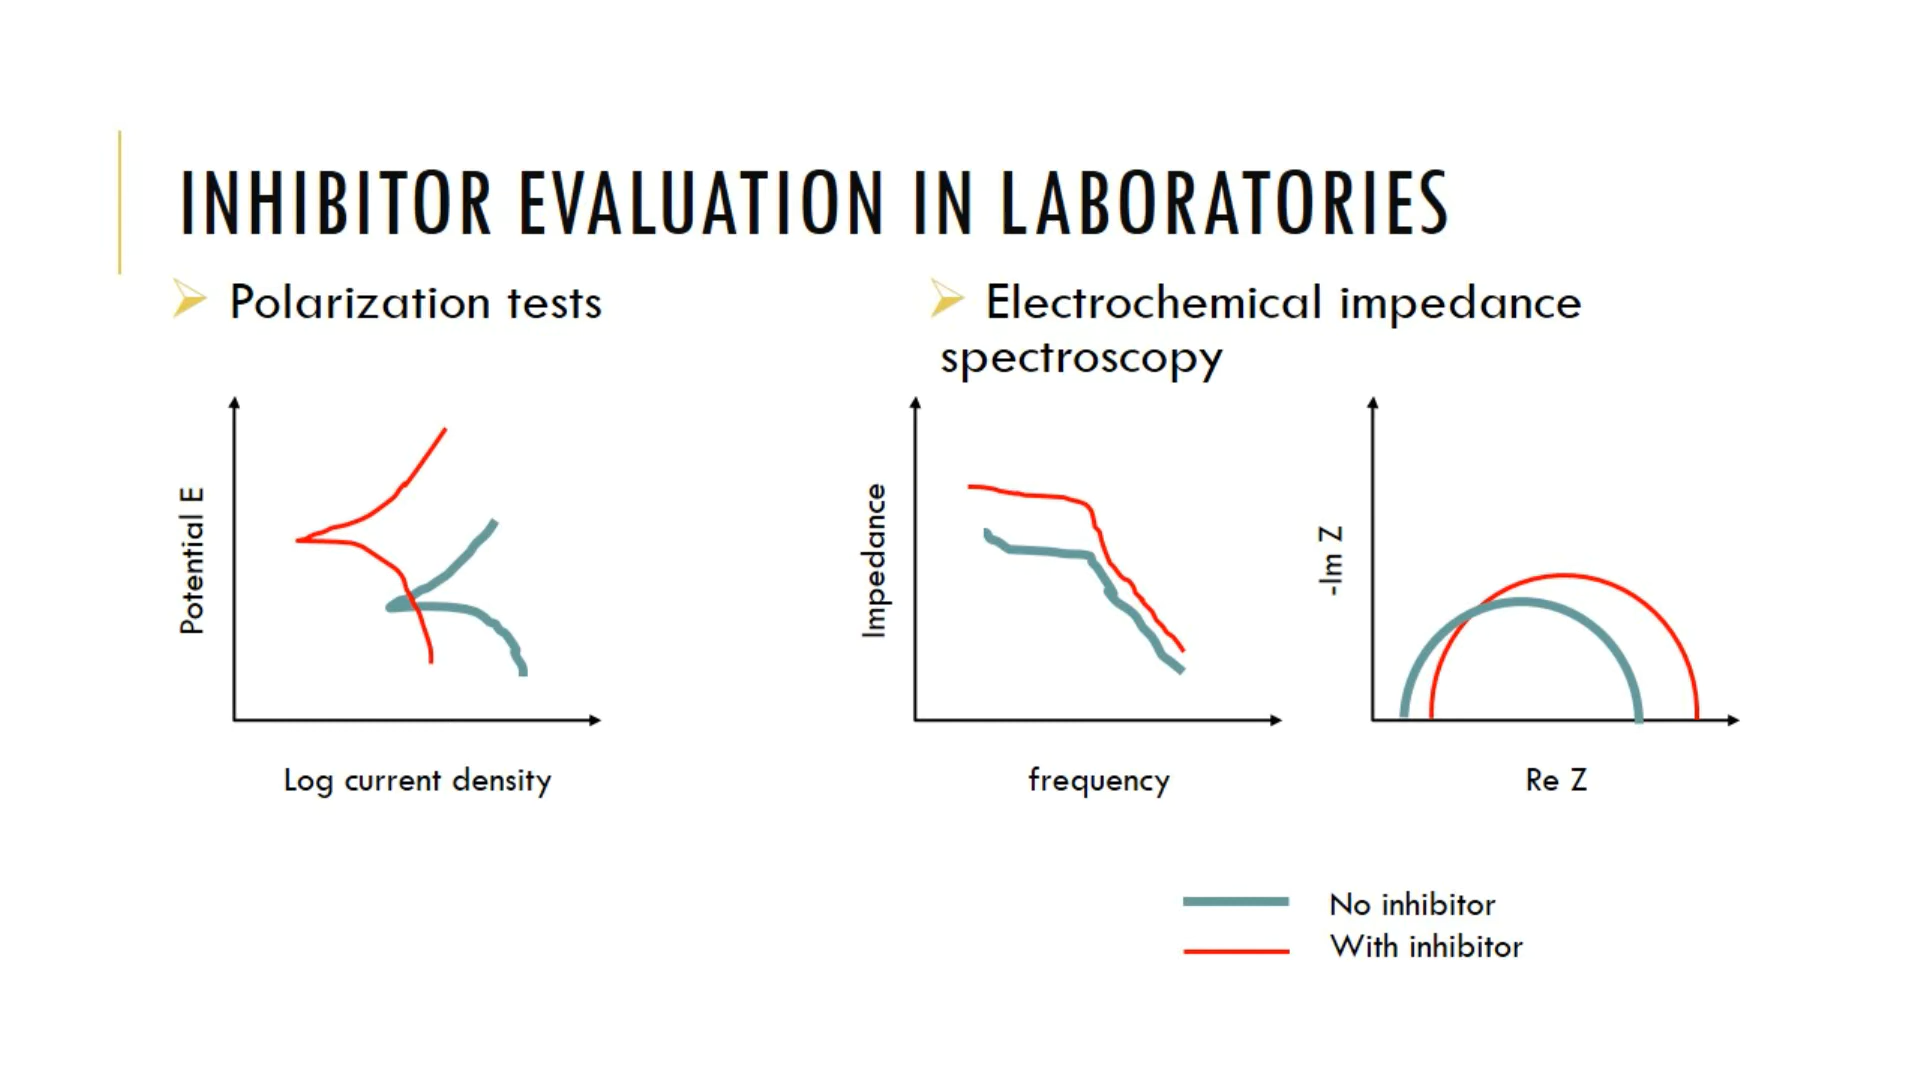 INHIBITOR EVALUATION IN LABORATORIES
Polarization tests
Electrochemical impedance
spectroscopy
Potential E
Log current density
Impedance
frequency
-Im Z
Re Z
No inhibitor
With inhibitor